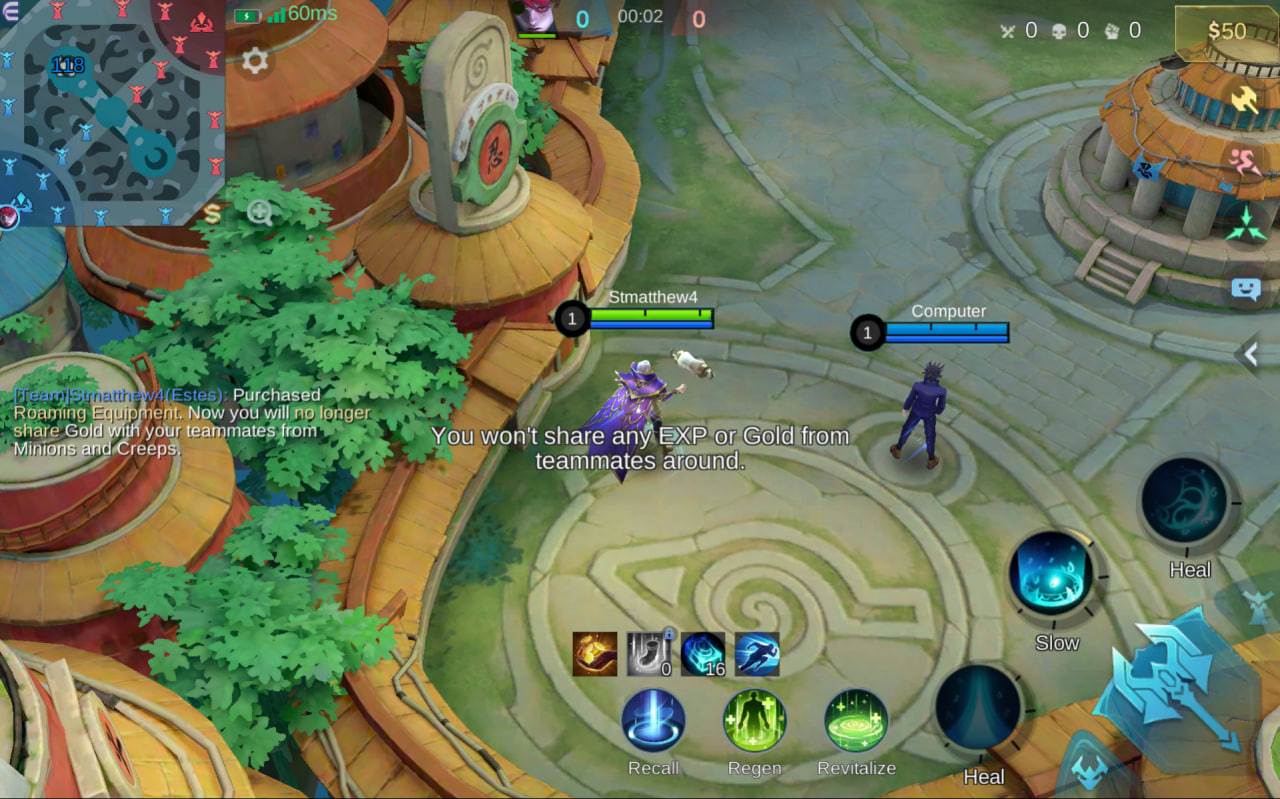 60ms
0
00:02
0
0
0
0
$50
118
S
Stmatthew4
1
Computer
1
[Team]Stmatthew4(Estes): Purchased
Roaming Equipment. Now you will no longer
share Gold with your teammates from
Minions and Creeps.
You won't share any EXP or Gold from
teammates around.
Heal
Slow
0
16
Recall
Regen
Revitalize
Heal
忍